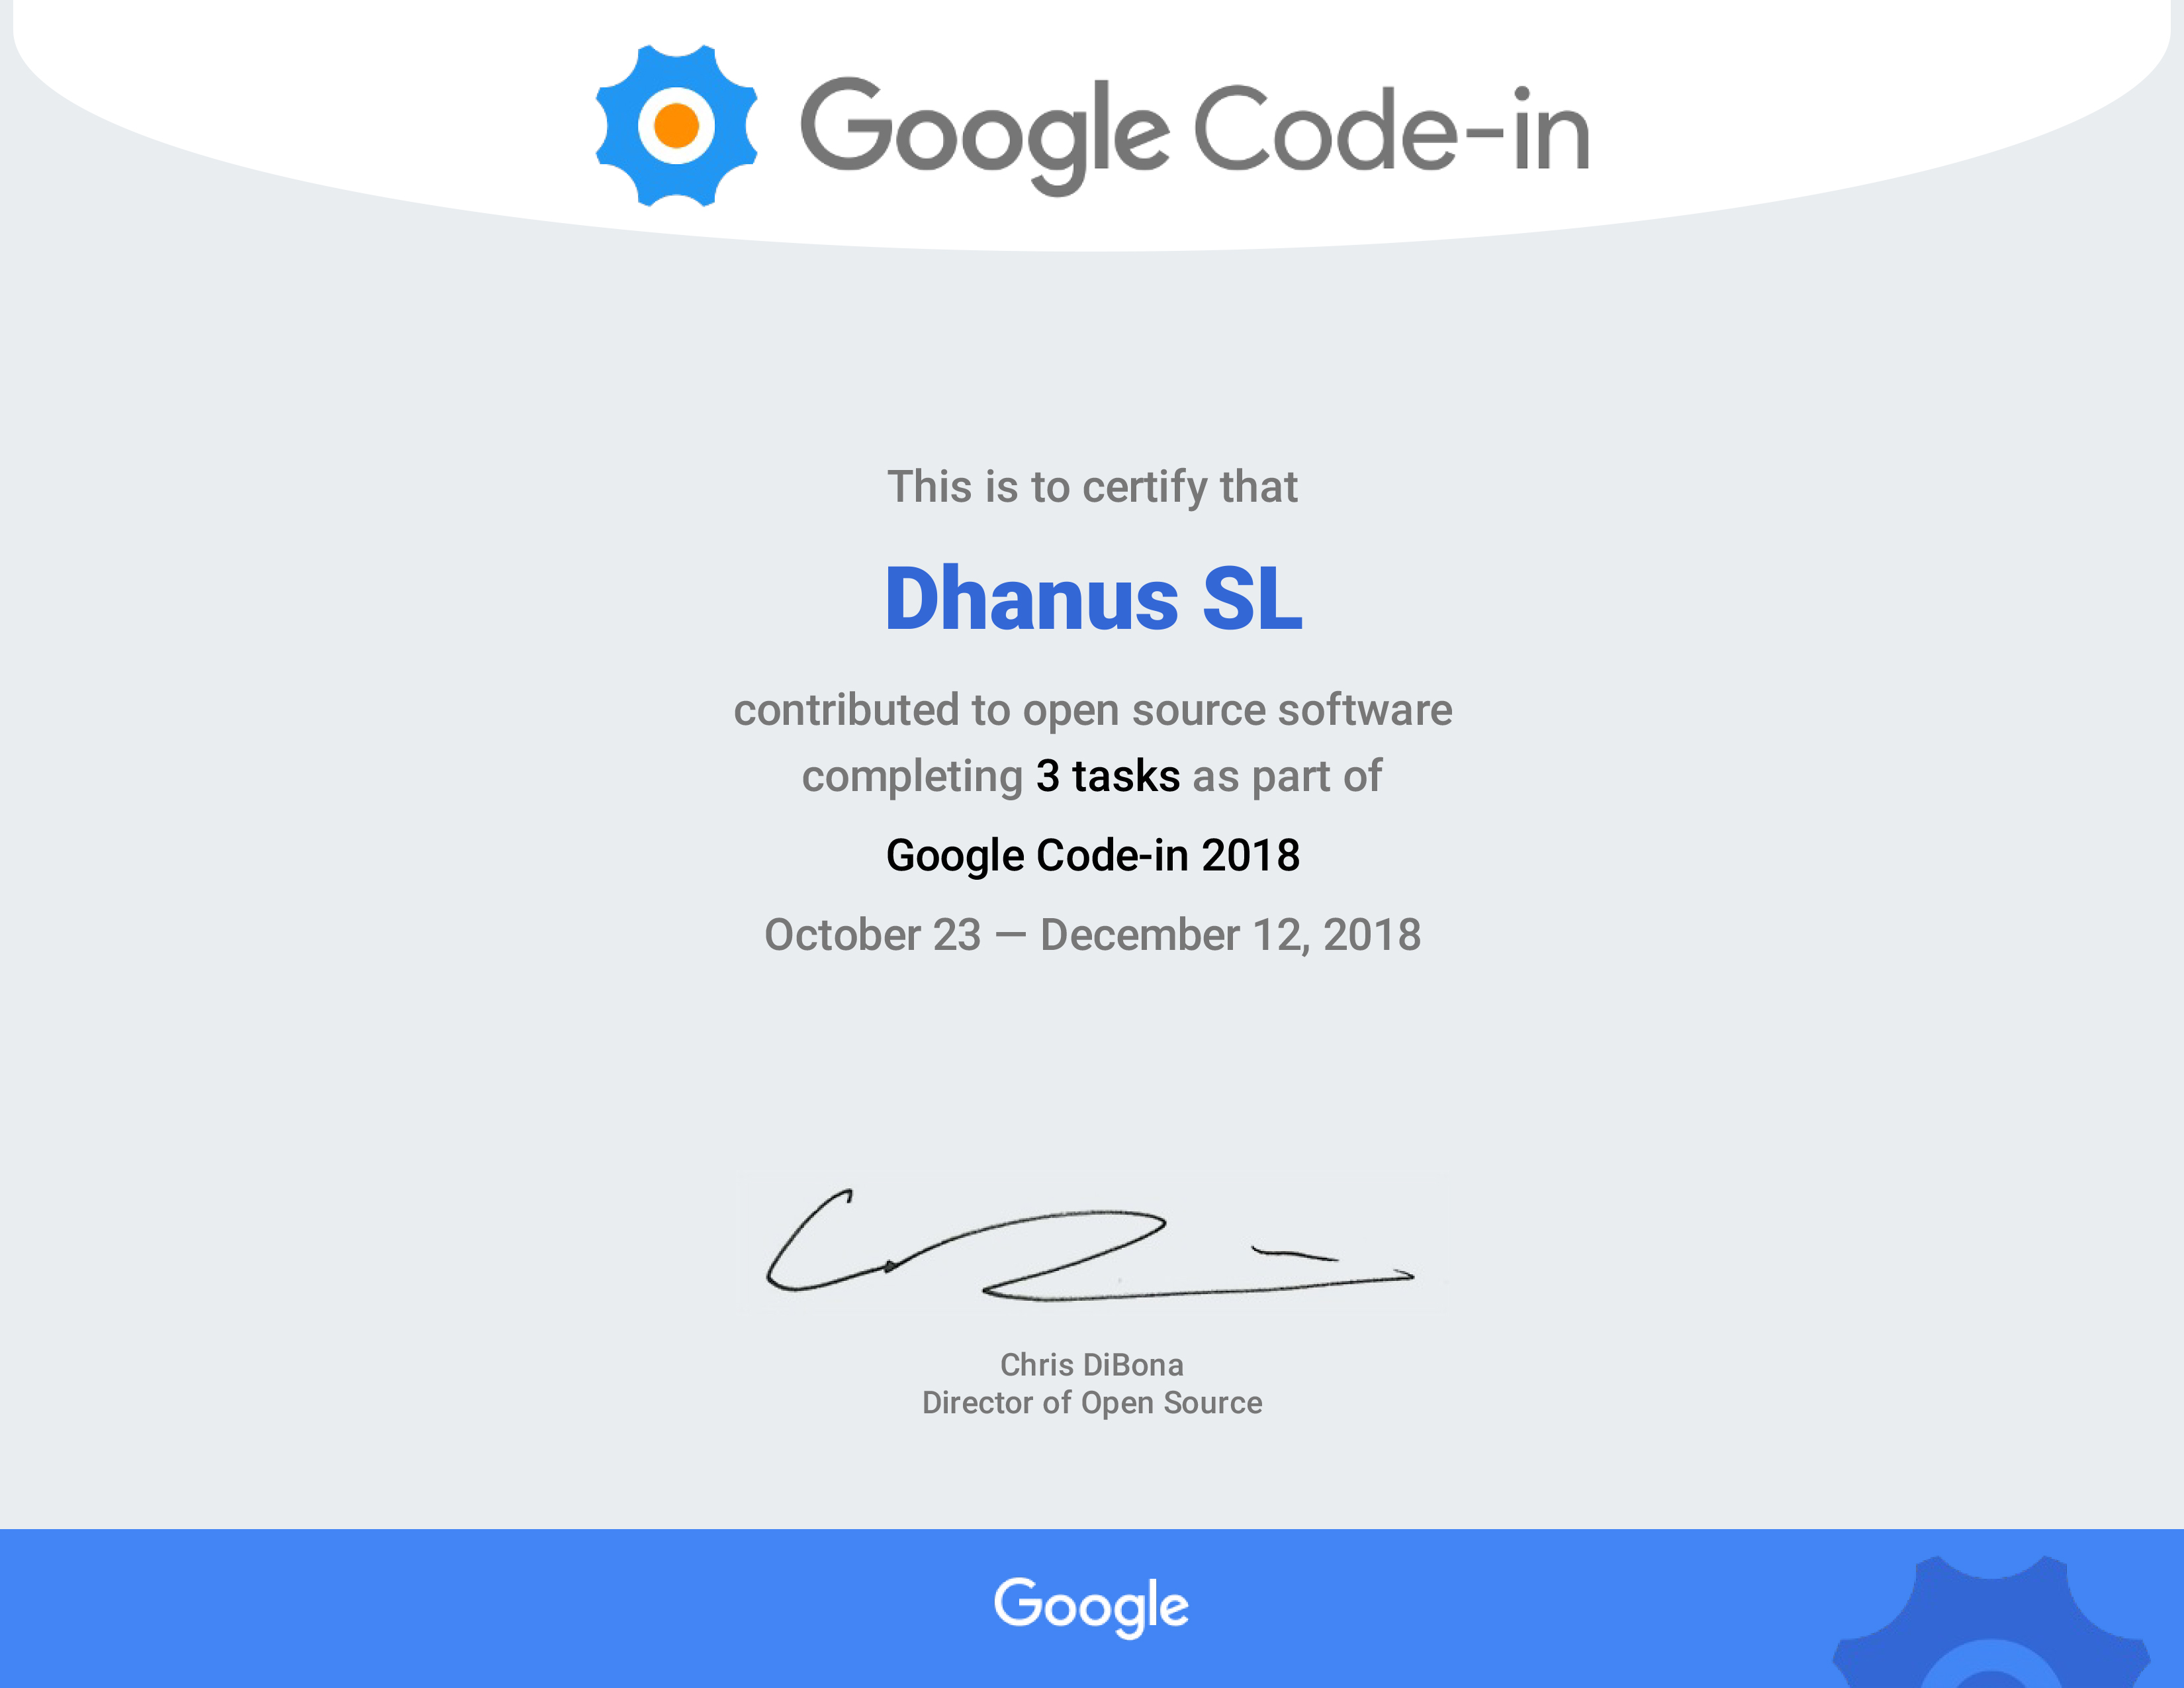 Google Code-in
This is to certify that
Dhanus SL
contributed to open source software
completing 3 tasks as part of
Google Code-in 2018
October 23 — December 12, 2018
Chris DiBona
Director of Open Source
Google